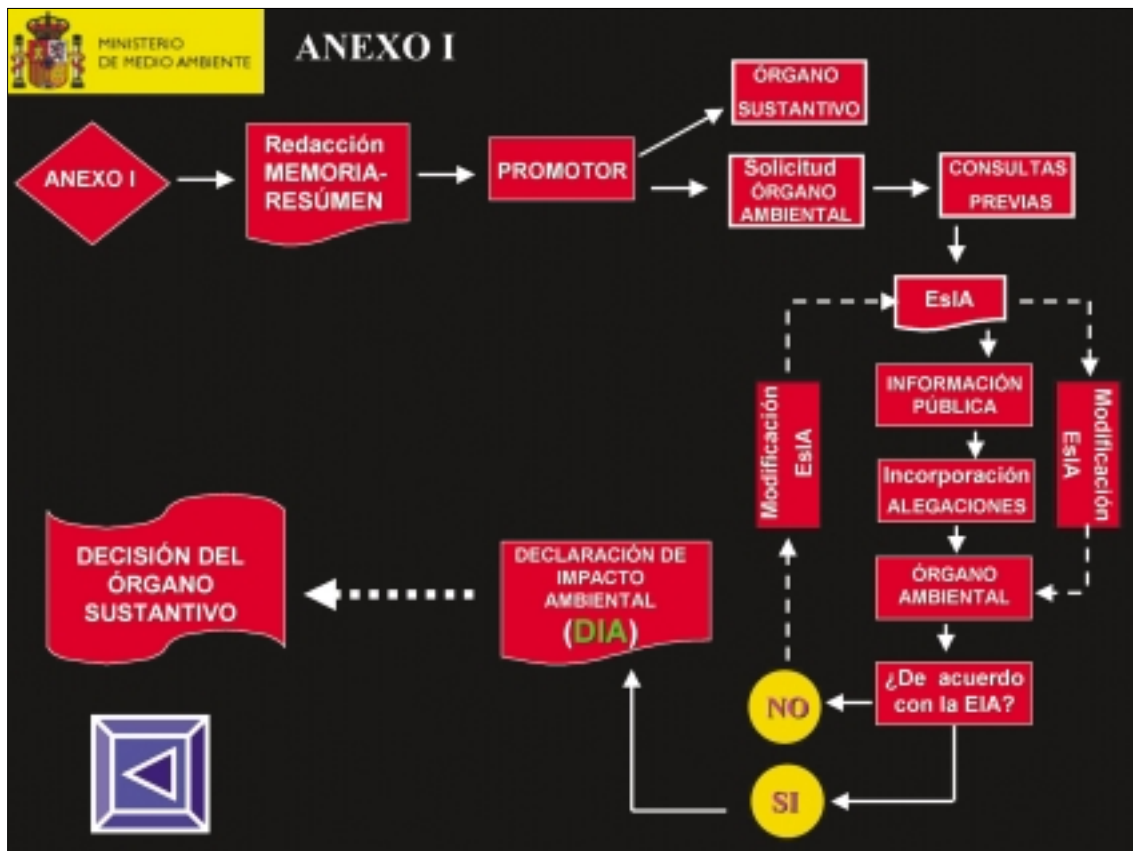 MINISTERIO
DE MEDIO AMBIENTE
ANEXO I
ANEXO I
Redacción
MEMORIA-
RESÚMEN
PROMOTOR
ÓRGANO
SUSTANTIVO
Solicitud
ÓRGANO
AMBIENTAL
CONSULTAS
PREVIAS
EsIA
INFORMACIÓN
PÚBLICA
Modificación
EsIA
Modificación
EsIA
Incorporación
ALEGACIONES
ÓRGANO
AMBIENTAL
¿De acuerdo
con la EIA?
NO
SI
DECLARACIÓN DE
IMPACTO
AMBIENTAL
(DIA)
DECISIÓN DEL
ÓRGANO
SUSTANTIVO